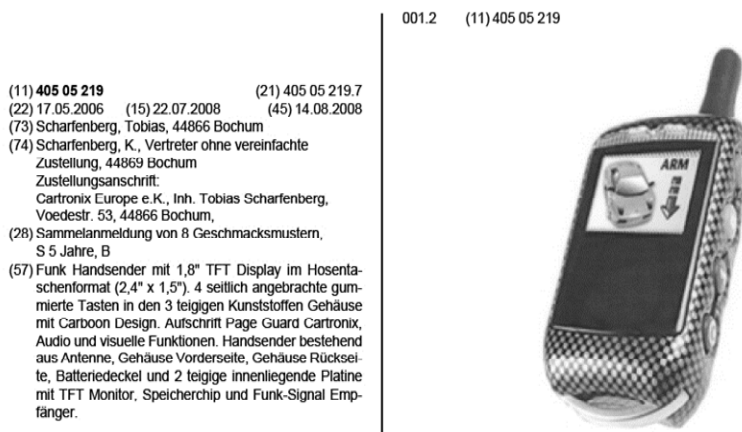 (11) 405 05 219 (21) 405 05 219.7
(22) 17.05.2006 (15) 22.07.2008 (45) 14.08.2008
(73) Scharfenberg, Tobias, 44866 Bochum
(74) Scharfenberg, K., Vertreter ohne vereinfachte
Zustellung, 44869 Bochum
Zustellungsanschrift:
Cartronix Europe e.K., Inh. Tobias Scharfenberg,
Voedestr. 53, 44866 Bochum,
(28) Sammelanmeldung von 8 Geschmacksmustern,
S 5 Jahre, B
(57) Funk Handsender mit 1,8" TFT Display im Hosenta-
schenformat (2,4" x 1,5"). 4 seitlich angebrachte gum-
mierte Tasten in den 3 teigigen Kunststoffen Gehäuse
mit Carboon Design. Aufschrift Page Guard Cartronix,
Audio und visuelle Funktionen. Handsender bestehend
aus Antenne, Gehäuse Vorderseite, Gehäuse Rücksei-
te, Batteriedeckel und 2 teigige innenliegende Platine
mit TFT Monitor, Speicherchip und Funk-Signal Emp-
fänger.
001.2 (11) 405 05 219
ARM